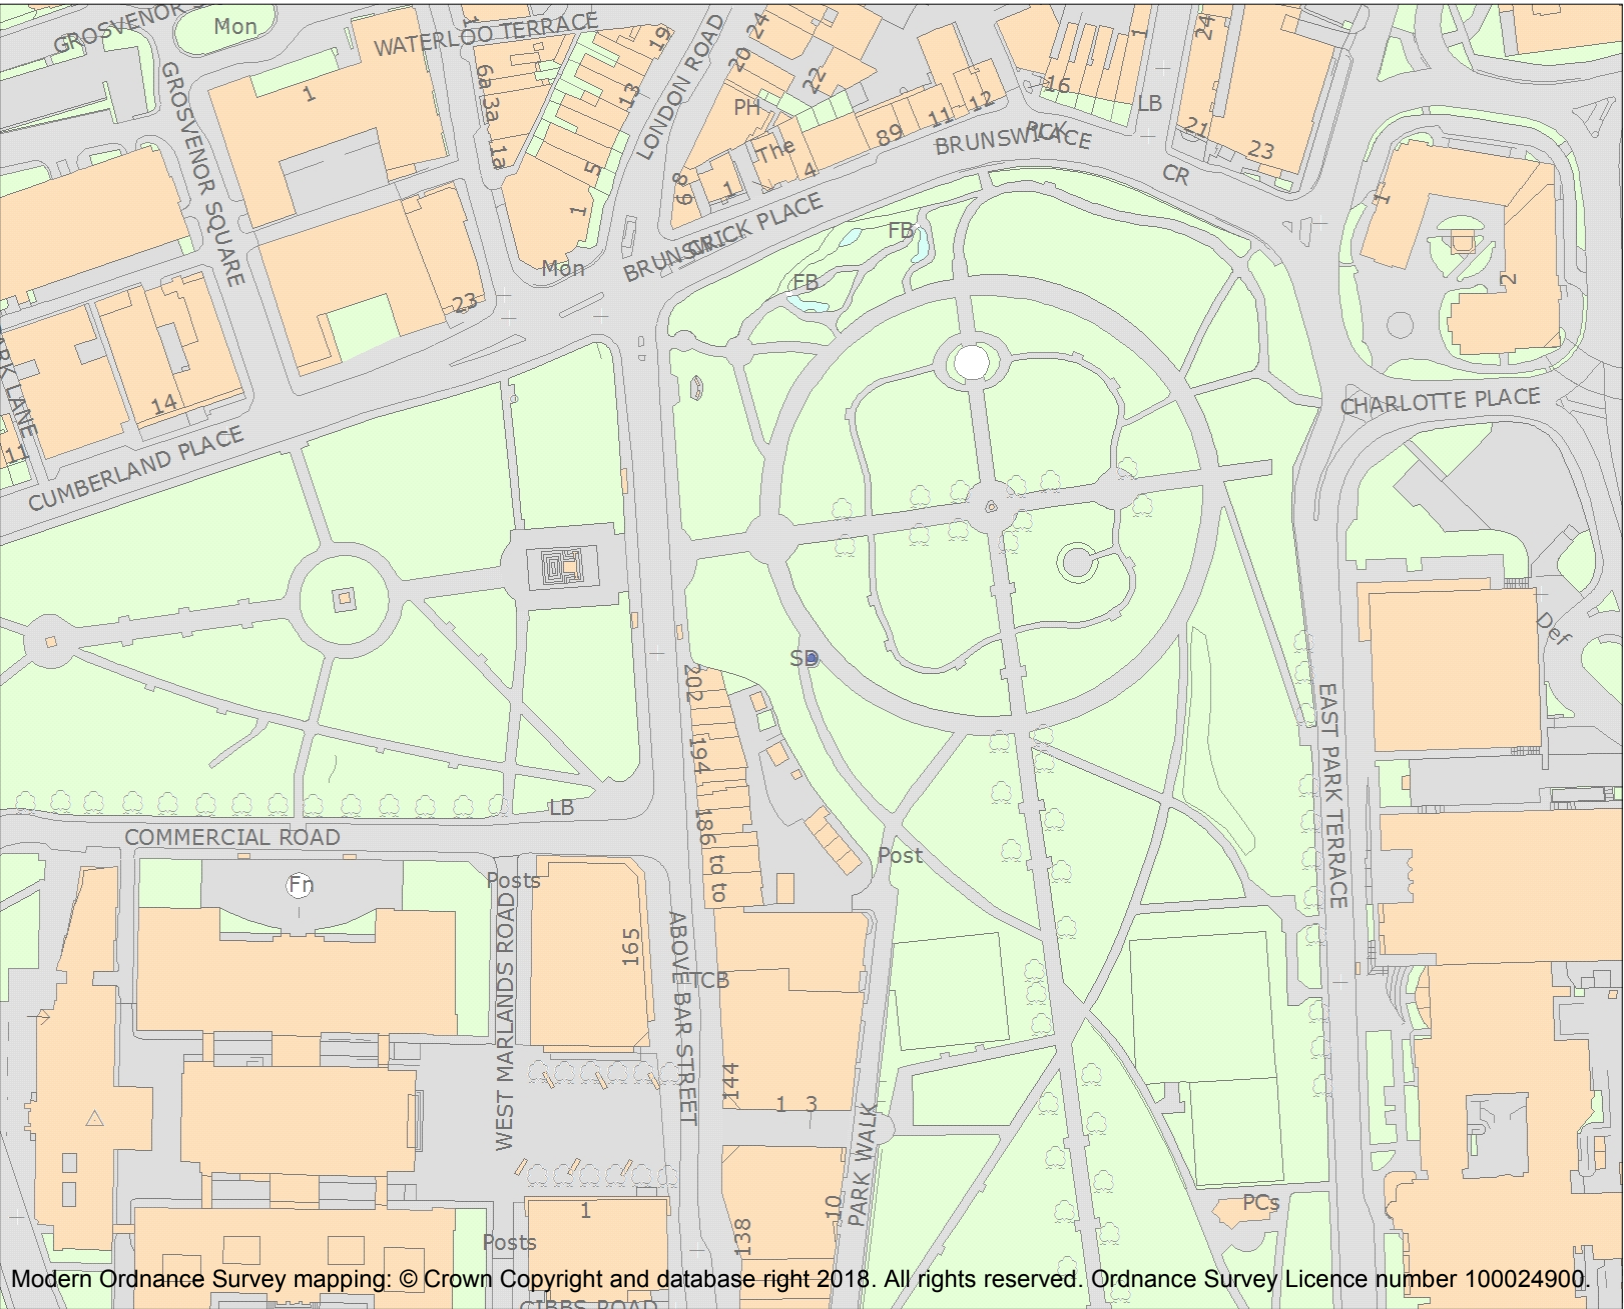 GROSVENOR S
Mon
WATERLOO TERRACE
1
19
LONDON ROAD
20
24
22
1
24
GROSVENOR SQUARE
1
6a
3a
1a
13
5
1
PH
The
4
89
11
12
16
LB
21
23
BRUNSWICK PLACE
CR
6 8
1
BRUNSWICK PLACE
CR
Mon
FB
FB
1
2
23
14
ARK LANE
11
CUMBERLAND PLACE
CHARLOTTE PLACE
Def
SD
202
194
186 to to
EAST PARK TERRACE
LB
COMMERCIAL ROAD
Post
Fn
Posts
165
WEST MARLANDS ROAD
ABOVE BAR STREET
TCB
144
1 3
PARK WALK
10
138
PCs
1
Posts
GIBBS ROAD
Modern Ordnance Survey mapping: © Crown Copyright and database right 2018. All rights reserved. Ordnance Survey Licence number 100024900.